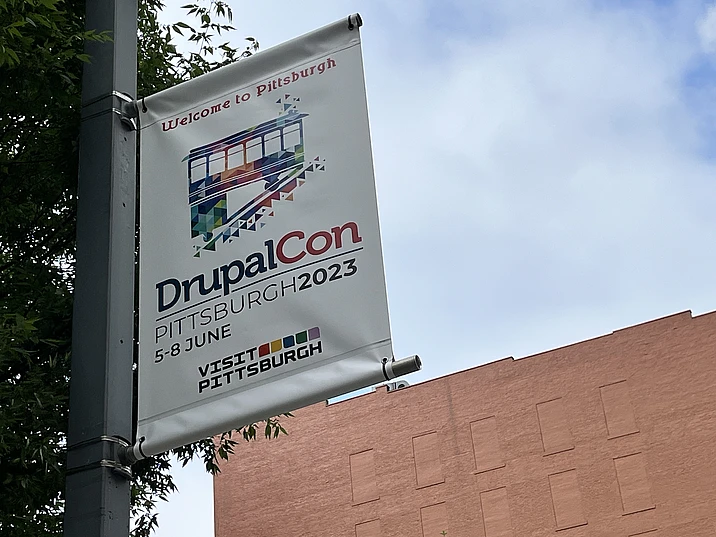 Welcome to Pittsburgh
DrupalCon
PITTSBURGH2023
5-8 JUNE
VISIT
PITTSBURGH